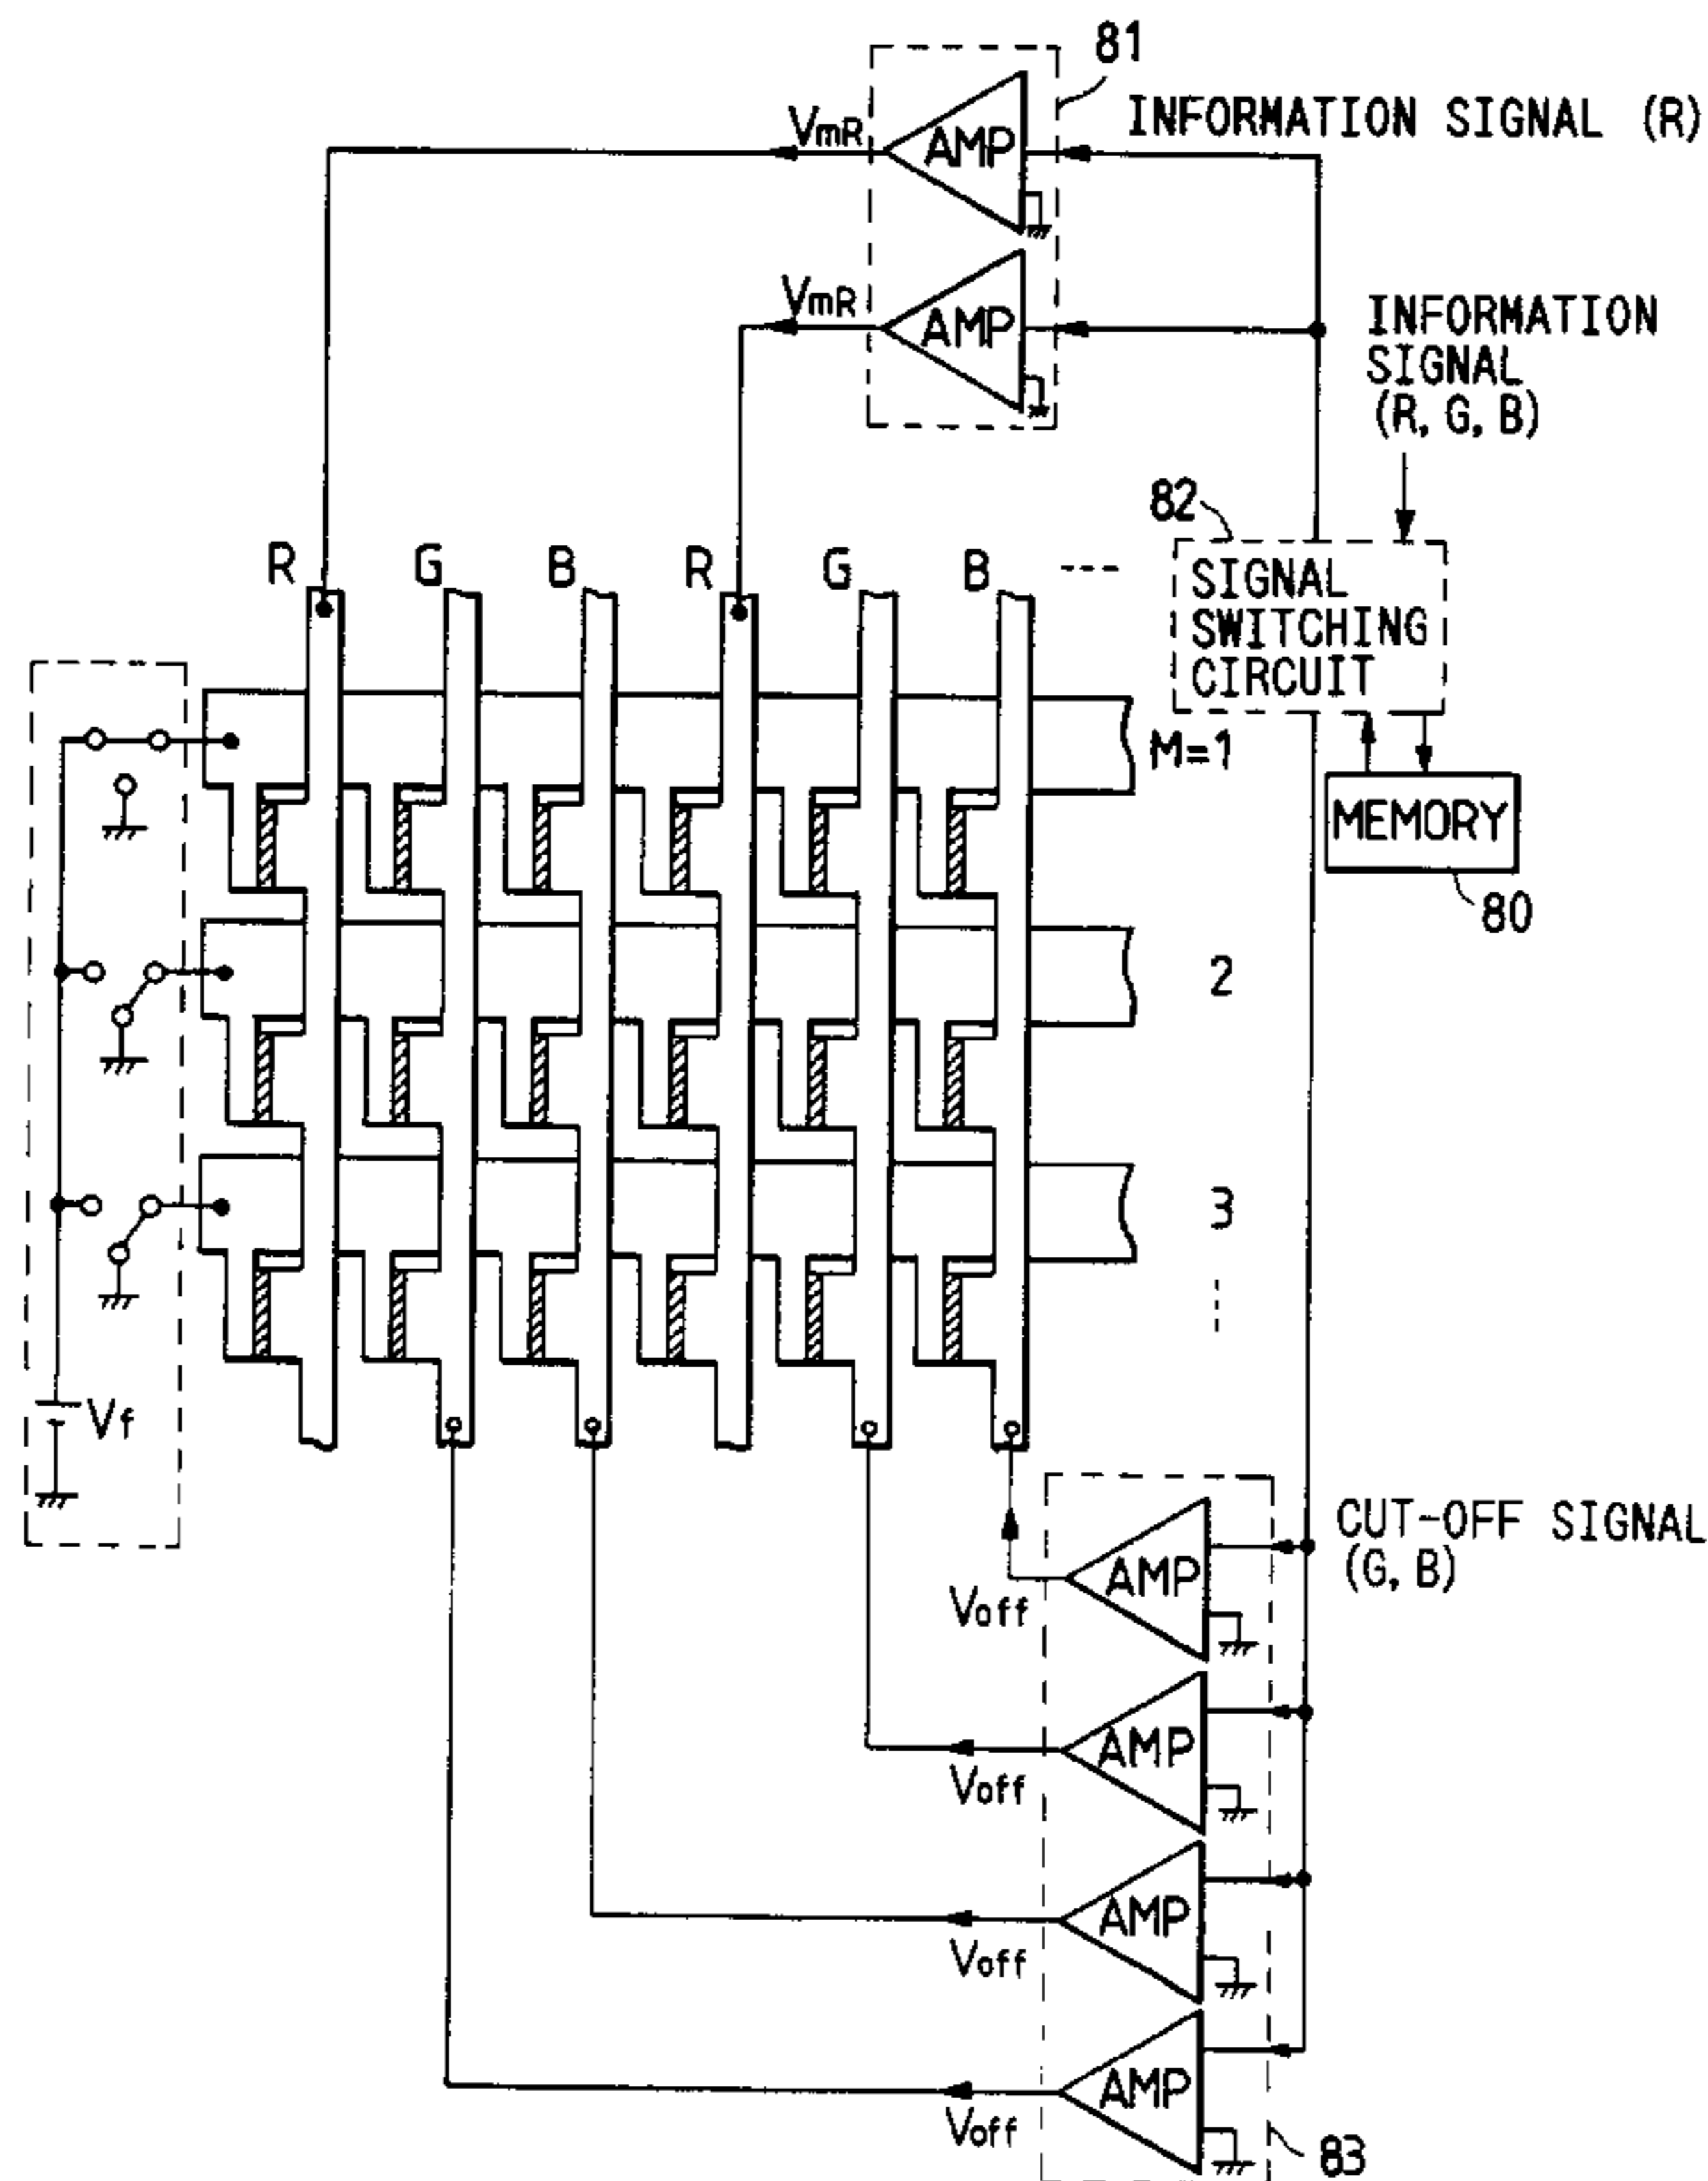 81
INFORMATION SIGNAL (R)
VmR
AMP
VmR
AMP
INFORMATION
SIGNAL
(R, G, B)
82
R
G
B
R
G
B
SIGNAL
SWITCHING
CIRCUIT
M=1
MEMORY
80
2
3
Vf
CUT-OFF SIGNAL
(G, B)
AMP
Voff
AMP
Voff
AMP
Voff
AMP
Voff
83